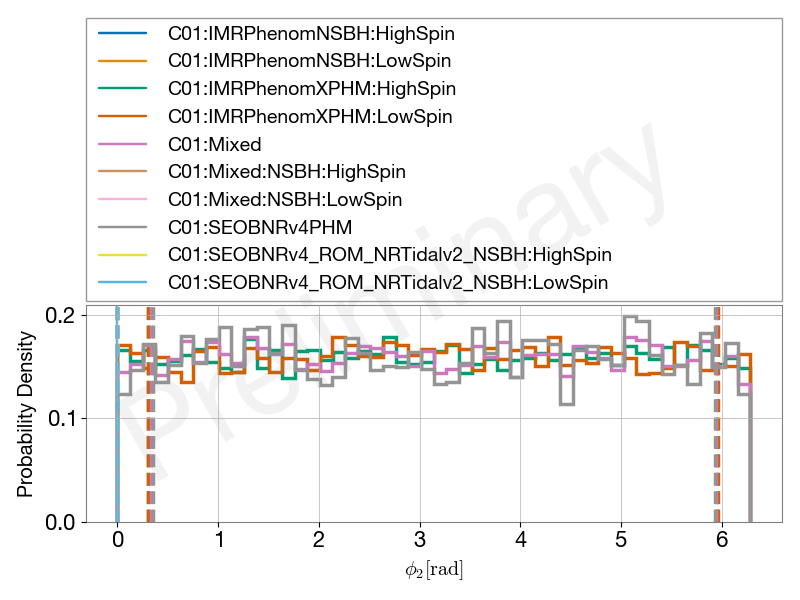 C01:IMRPhenomNSBH:HighSpin
C01:IMRPhenomNSBH:LowSpin
C01:IMRPhenomXPHM:HighSpin
C01:IMRPhenomXPHM:LowSpin
C01:Mixed
C01:Mixed:NSBH:HighSpin
C01:Mixed:NSBH:LowSpin
C01:SEOBNRv4PHM
C01:SEOBNRv4_ROM_NRTidalv2_NSBH:HighSpin
C01:SEOBNRv4_ROM_NRTidalv2_NSBH:LowSpin
Preliminary
Probability Density
0.2
0.1
0.0
0 1 2 3 4 5 6
ϕ₂[rad]